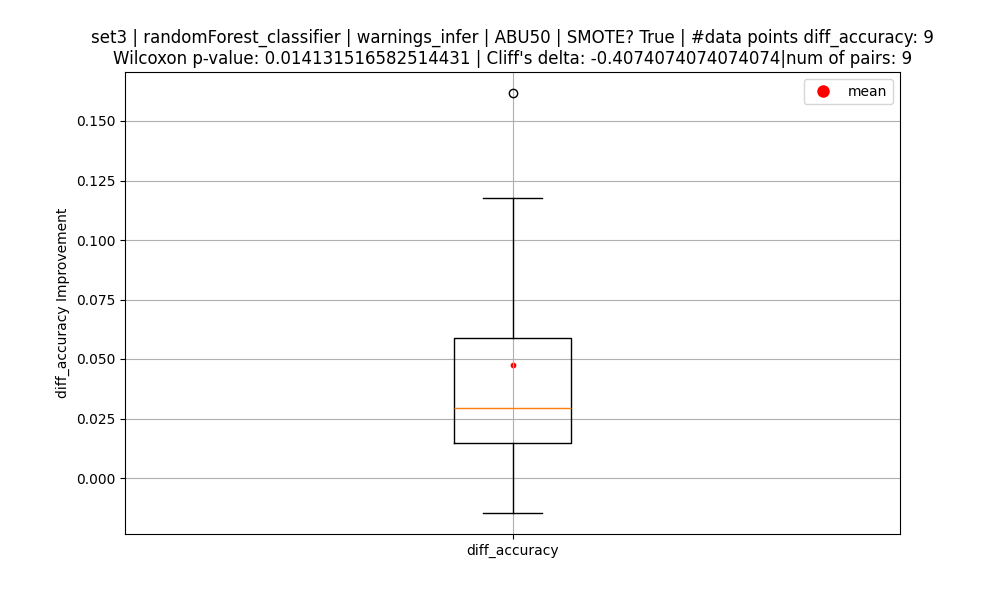 set3 | randomForest_classifier | warnings_infer | ABU50 | SMOTE? True | #data points diff_accuracy: 9
Wilcoxon p-value: 0.014131516582514431 | Cliff's delta: -0.4074074074074074|num of pairs: 9
mean
0.150
0.125
0.100
0.075
0.050
0.025
0.000
diff_accuracy Improvement
diff_accuracy